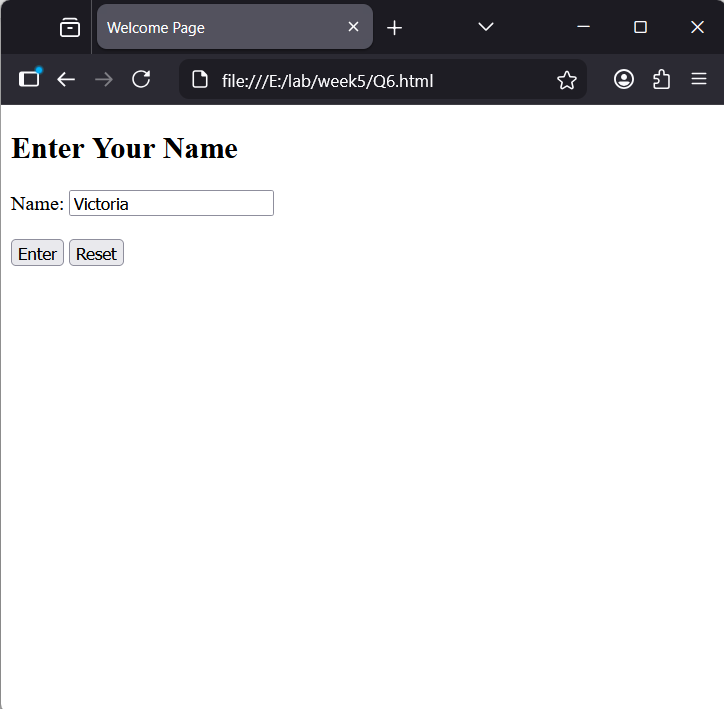 Welcome Page
file:///E:/lab/week5/Q6.html
Enter Your Name
Name: Victoria
Enter Reset